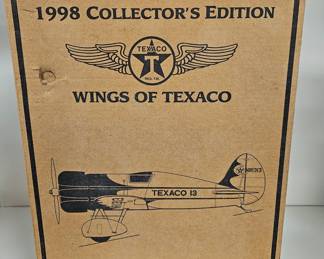 1998 COLLECTOR'S EDITION
TEXACO
T
WINGS OF TEXACO
TEXACO 13